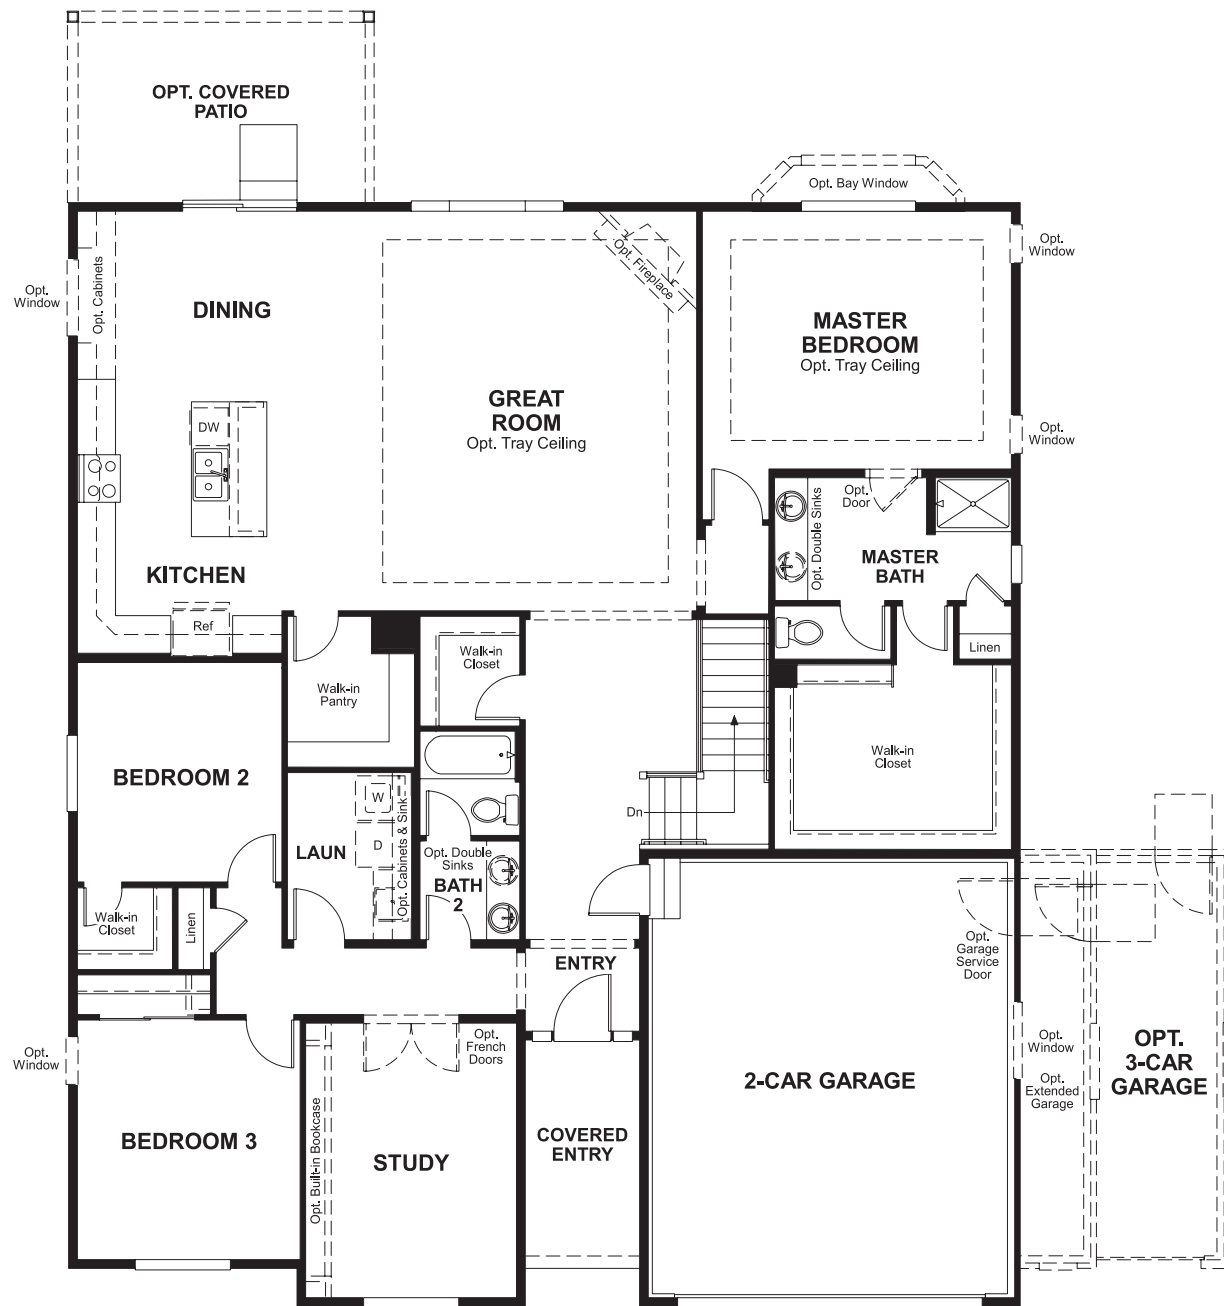 OPT. COVERED
PATIO
Opt. Bay Window
Opt.
Window
Opt.
Window
Opt. Cabinets
Opt. Fireplace
DINING
MASTER
BEDROOM
Opt. Tray Ceiling
GREAT
ROOM
Opt. Tray Ceiling
DW
Opt.
Window
Opt.
Door
Opt. Double Sinks
MASTER
BATH
KITCHEN
Ref
Walk-in
Closet
Linen
Walk-in
Pantry
Walk-in
Closet
BEDROOM 2
W
D
Opt. Cabinets & Sink
LAUN
Dn
Opt. Double
Sinks
BATH
2
Walk-in
Closet
Linen
ENTRY
Opt.
Garage
Service
Door
Opt.
Window
Opt.
French
Doors
Opt.
Window
Opt.
Extended
Garage
OPT.
3-CAR
GARAGE
2-CAR GARAGE
BEDROOM 3
Opt. Built-in Bookcase
STUDY
COVERED
ENTRY